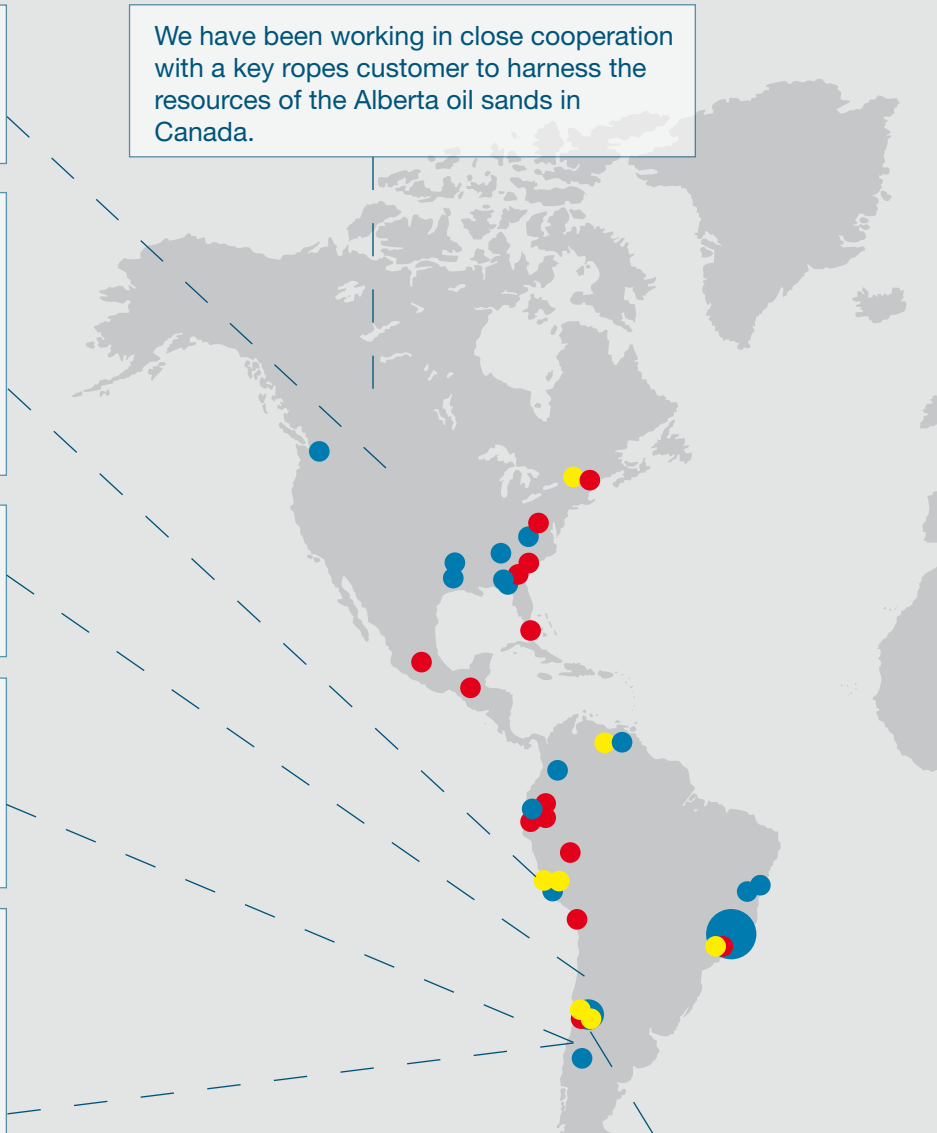 We have been working in close cooperation
with a key ropes customer to harness the
resources of the Alberta oil sands in
Canada.